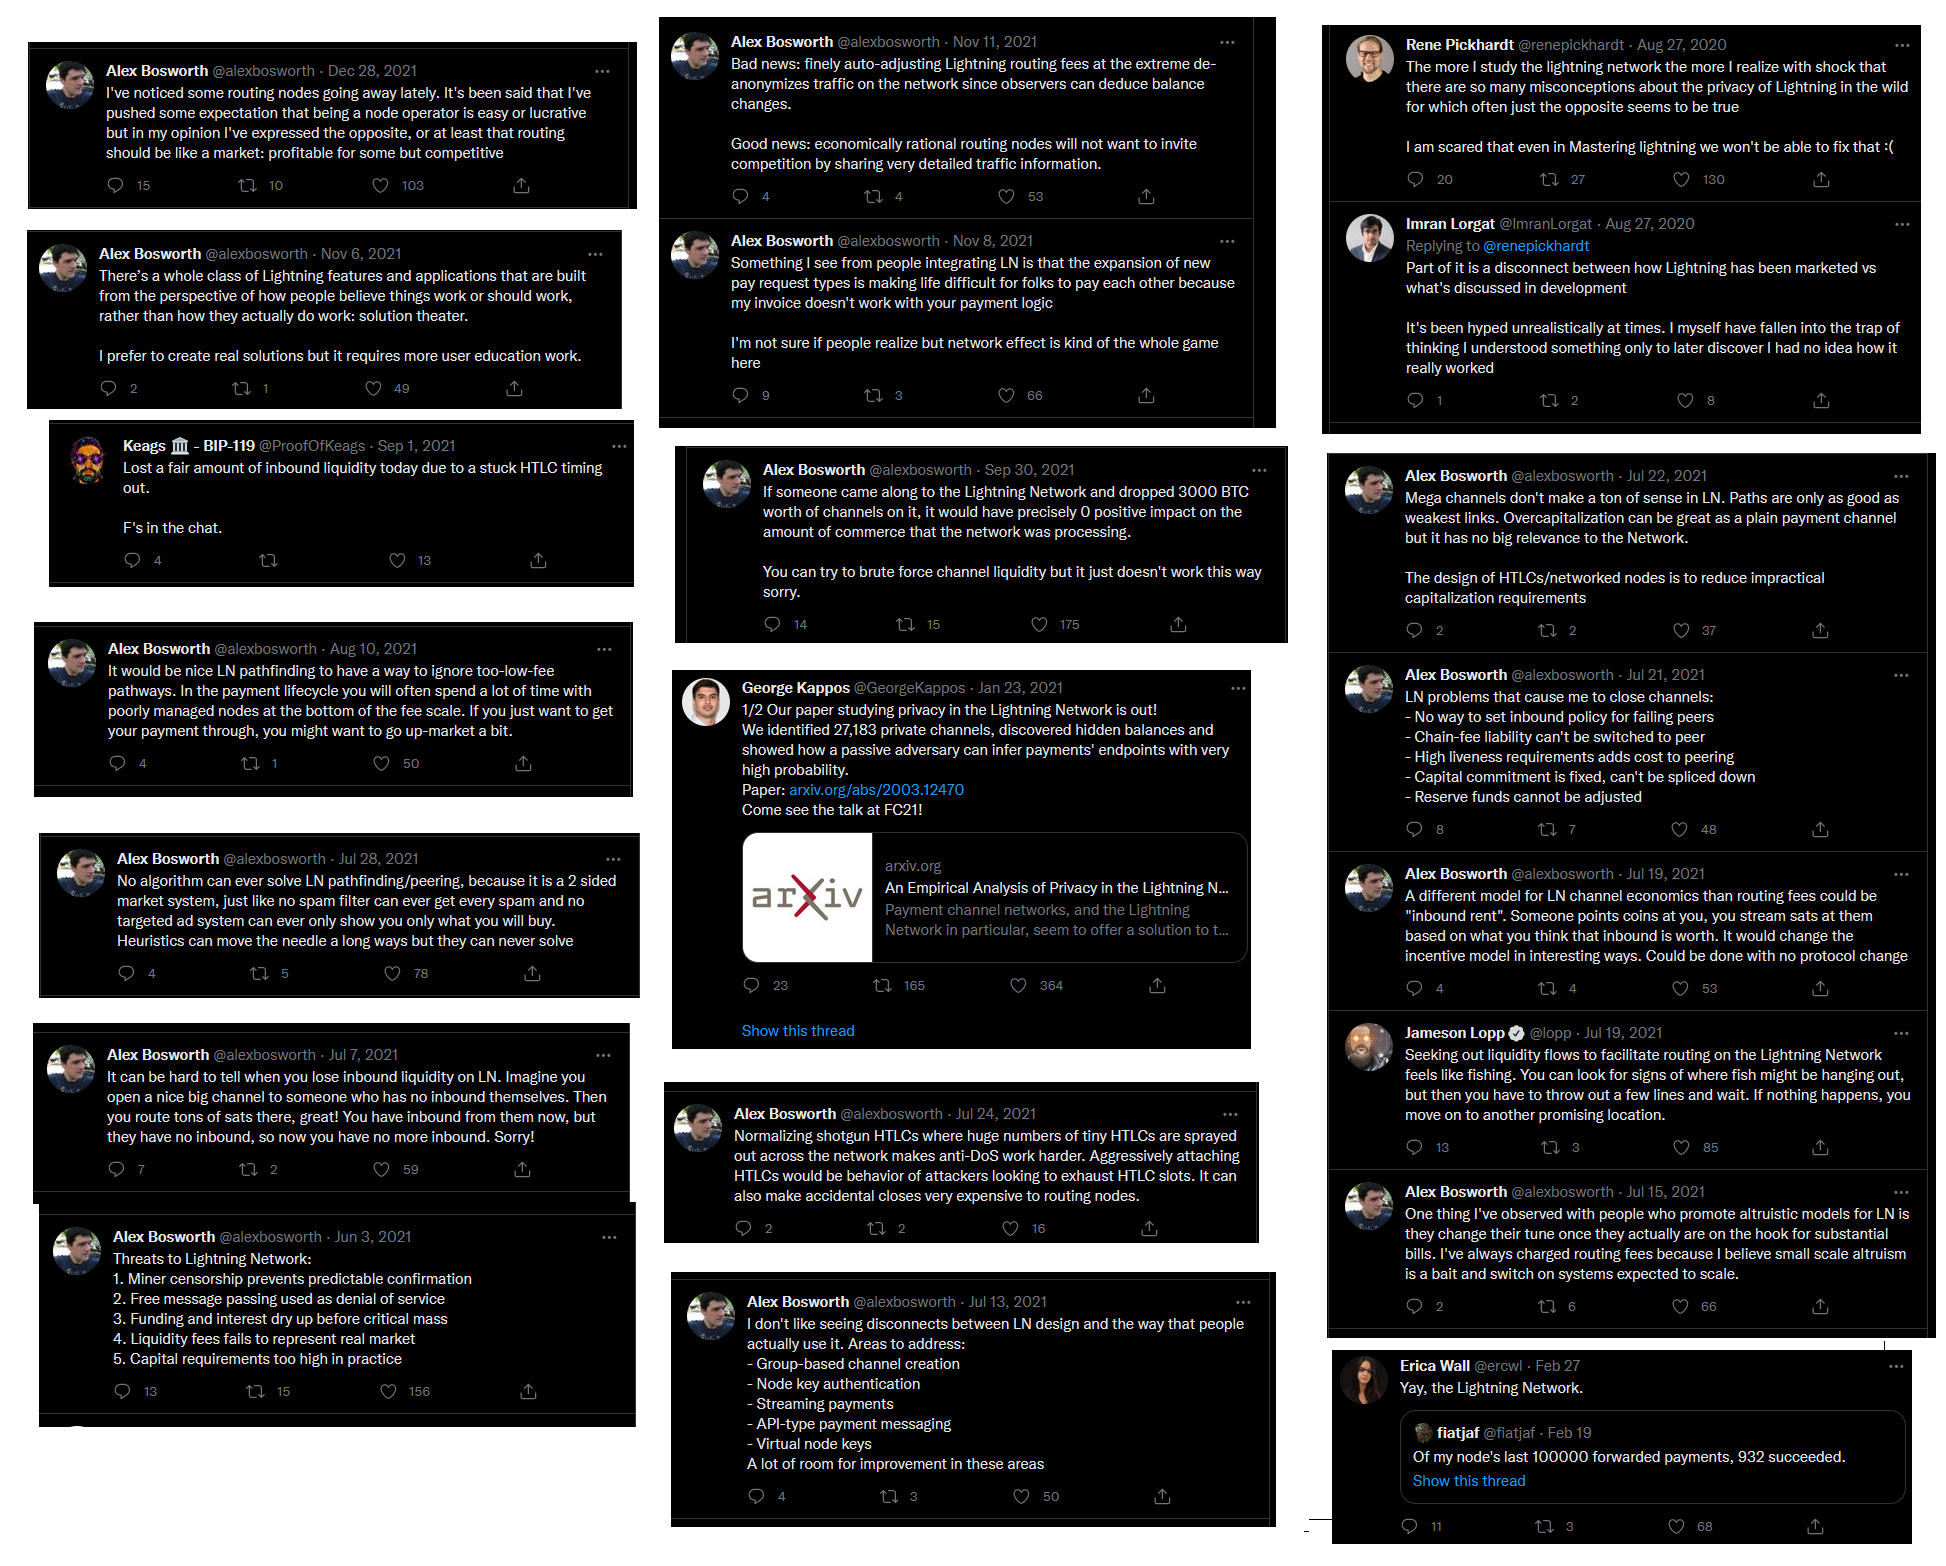 Alex Bosworth @alexbosworth · Dec 28, 2021
I've noticed some routing nodes going away lately. It's been said that I've
pushed some expectation that being a node operator is easy or lucrative
but in my opinion I've expressed the opposite, or at least that routing
should be like a market: profitable for some but competitive
15 10 103
Alex Bosworth @alexbosworth · Nov 6, 2021
There's a whole class of Lightning features and applications that are built
from the perspective of how people believe things work or should work,
rather than how they actually do work: solution theater.
I prefer to create real solutions but it requires more user education work.
2 1 49
Keags 🏛 - BIP-119 @ProofOfKeags · Sep 1, 2021
Lost a fair amount of inbound liquidity today due to a stuck HTLC timing
out.
F's in the chat.
4 13
Alex Bosworth @alexbosworth · Aug 10, 2021
It would be nice LN pathfinding to have a way to ignore too-low-fee
pathways. In the payment lifecycle you will often spend a lot of time with
poorly managed nodes at the bottom of the fee scale. If you just want to get
your payment through, you might want to go up-market a bit.
4 1 50
Alex Bosworth @alexbosworth · Jul 28, 2021
No algorithm can ever solve LN pathfinding/peering, because it is a 2 sided
market system, just like no spam filter can ever get every spam and no
targeted ad system can ever only show you only what you will buy.
Heuristics can move the needle a long ways but they can never solve
4 5 78
Alex Bosworth @alexbosworth · Jul 7, 2021
It can be hard to tell when you lose inbound liquidity on LN. Imagine you
open a nice big channel to someone who has no inbound themselves. Then
you route tons of sats there, great! You have inbound from them now, but
they have no inbound, so now you have no more inbound. Sorry!
7 2 59
Alex Bosworth @alexbosworth · Jun 3, 2021
Threats to Lightning Network:
1. Miner censorship prevents predictable confirmation
2. Free message passing used as denial of service
3. Funding and interest dry up before critical mass
4. Liquidity fees fails to represent real market
5. Capital requirements too high in practice
13 15 156
Alex Bosworth @alexbosworth · Nov 11, 2021
Bad news: finely auto-adjusting Lightning routing fees at the extreme de-
anonymizes traffic on the network since observers can deduce balance
changes.
Good news: economically rational routing nodes will not want to invite
competition by sharing very detailed traffic information.
4 4 53
Alex Bosworth @alexbosworth · Nov 8, 2021
Something I see from people integrating LN is that the expansion of new
pay request types is making life difficult for folks to pay each other because
my invoice doesn't work with your payment logic
I'm not sure if people realize but network effect is kind of the whole game
here
9 3 66
Alex Bosworth @alexbosworth · Sep 30, 2021
If someone came along to the Lightning Network and dropped 3000 BTC
worth of channels on it, it would have precisely 0 positive impact on the
amount of commerce that the network was processing.
You can try to brute force channel liquidity but it just doesn't work this way
sorry.
14 15 175
George Kappos @GeorgeKappos · Jan 23, 2021
1/2 Our paper studying privacy in the Lightning Network is out!
We identified 27,183 private channels, discovered hidden balances and
showed how a passive adversary can infer payments' endpoints with very
high probability.
Paper: arxiv.org/abs/2003.12470
Come see the talk at FC21!
arXiv
arxiv.org
An Empirical Analysis of Privacy in the Lightning N...
Payment channel networks, and the Lightning
Network in particular, seem to offer a solution to t...
23 165 364
Show this thread
Alex Bosworth @alexbosworth · Jul 24, 2021
Normalizing shotgun HTLCs where huge numbers of tiny HTLCs are sprayed
out across the network makes anti-DoS work harder. Aggressively attaching
HTLCs would be behavior of attackers looking to exhaust HTLC slots. It can
also make accidental closes very expensive to routing nodes.
2 2 16
Alex Bosworth @alexbosworth · Jul 13, 2021
I don't like seeing disconnects between LN design and the way that people
actually use it. Areas to address:
- Group-based channel creation
- Node key authentication
- Streaming payments
- API-type payment messaging
- Virtual node keys
A lot of room for improvement in these areas
4 3 50
Rene Pickhardt @renepickhardt · Aug 27, 2020
The more I study the lightning network the more I realize with shock that
there are so many misconceptions about the privacy of Lightning in the wild
for which often just the opposite seems to be true
I am scared that even in Mastering lightning we won't be able to fix that :(
20 27 130
Imran Lorgat @ImranLorgat · Aug 27, 2020
Replying to @renepickhardt
Part of it is a disconnect between how Lightning has been marketed vs
what's discussed in development
It's been hyped unrealistically at times. I myself have fallen into the trap of
thinking I understood something only to later discover I had no idea how it
really worked
1 2 8
Alex Bosworth @alexbosworth · Jul 22, 2021
Mega channels don't make a ton of sense in LN. Paths are only as good as
weakest links. Overcapitalization can be great as a plain payment channel
but it has no big relevance to the Network.
The design of HTLCs/networked nodes is to reduce impractical
capitalization requirements
2 2 37
Alex Bosworth @alexbosworth · Jul 21, 2021
LN problems that cause me to close channels:
- No way to set inbound policy for failing peers
- Chain-fee liability can't be switched to peer
- High liveness requirements adds cost to peering
- Capital commitment is fixed, can't be spliced down
- Reserve funds cannot be adjusted
8 7 48
Alex Bosworth @alexbosworth · Jul 19, 2021
A different model for LN channel economics than routing fees could be
"inbound rent". Someone points coins at you, you stream sats at them
based on what you think that inbound is worth. It would change the
incentive model in interesting ways. Could be done with no protocol change
4 4 53
Jameson Lopp @lopp · Jul 19, 2021
Seeking out liquidity flows to facilitate routing on the Lightning Network
feels like fishing. You can look for signs of where fish might be hanging out,
but then you have to throw out a few lines and wait. If nothing happens, you
move on to another promising location.
13 3 85
Alex Bosworth @alexbosworth · Jul 15, 2021
One thing I've observed with people who promote altruistic models for LN is
they change their tune once they actually are on the hook for substantial
bills. I've always charged routing fees because I believe small scale altruism
is a bait and switch on systems expected to scale.
2 6 66
Erica Wall @ercwl · Feb 27
Yay, the Lightning Network.
fiatjaf @fiatjaf · Feb 19
Of my node's last 100000 forwarded payments, 932 succeeded.
Show this thread
11 3 68